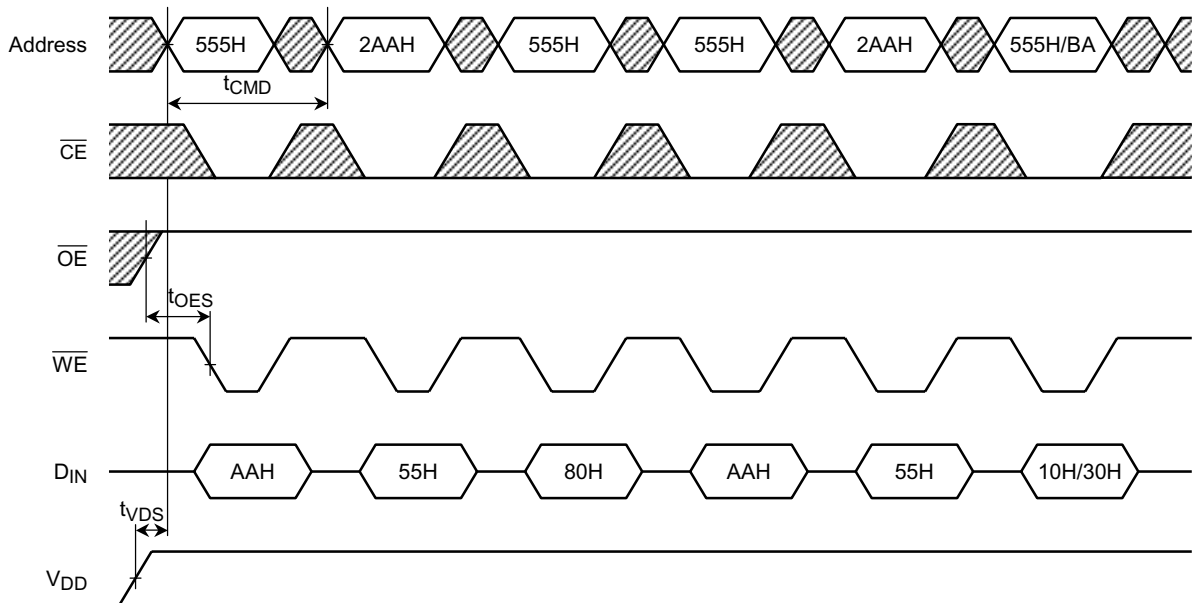 Address 555H 2AAH 555H 555H 2AAH 555H/BA
tCMD
CE
OE
tOES
WE
DIN AAH 55H 80H AAH 55H 10H/30H
tVDS
VDD